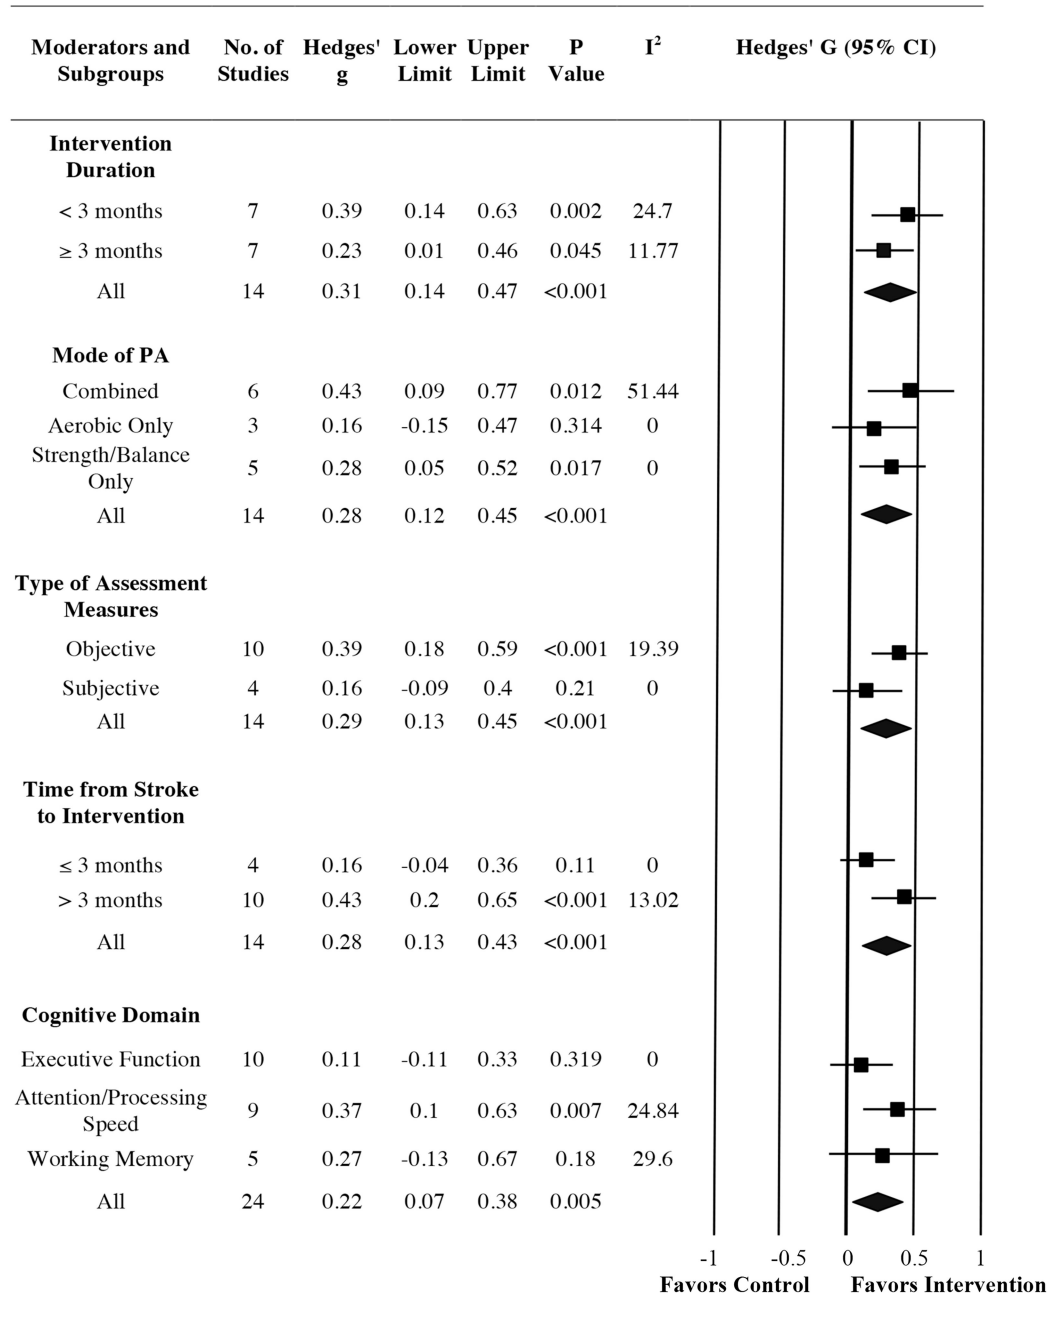 Moderators and No. of Hedges' Lower Upper P I² Hedges' G (95% CI)
Subgroups Studies g Limit Limit Value
Intervention
Duration
< 3 months 7 0.39 0.14 0.63 0.002 24.7
≥ 3 months 7 0.23 0.01 0.46 0.045 11.77
All 14 0.31 0.14 0.47 <0.001
Mode of PA
Combined 6 0.43 0.09 0.77 0.012 51.44
Aerobic Only 3 0.16 -0.15 0.47 0.314 0
Strength/Balance
Only 5 0.28 0.05 0.52 0.017 0
All 14 0.28 0.12 0.45 <0.001
Type of Assessment
Measures
Objective 10 0.39 0.18 0.59 <0.001 19.39
Subjective 4 0.16 -0.09 0.4 0.21 0
All 14 0.29 0.13 0.45 <0.001
Time from Stroke
to Intervention
≤ 3 months 4 0.16 -0.04 0.36 0.11 0
> 3 months 10 0.43 0.2 0.65 <0.001 13.02
All 14 0.28 0.13 0.43 <0.001
Cognitive Domain
Executive Function 10 0.11 -0.11 0.33 0.319 0
Attention/Processing
Speed 9 0.37 0.1 0.63 0.007 24.84
Working Memory 5 0.27 -0.13 0.67 0.18 29.6
All 24 0.22 0.07 0.38 0.005
-1 -0.5 0 0.5 1
Favors Control Favors Intervention